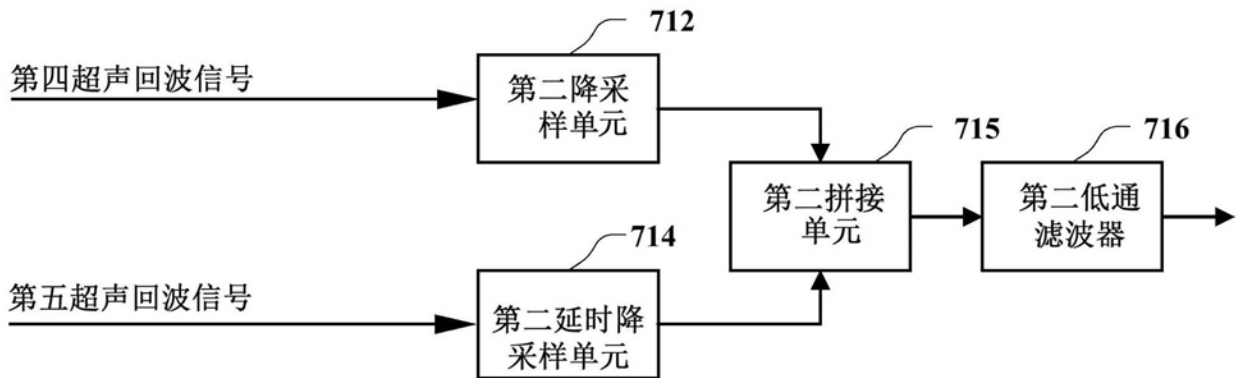 712
第四超声回波信号
第二降采
样单元
715
716
第二拼接
单元
第二低通
滤波器
714
第五超声回波信号
第二延时降
采样单元